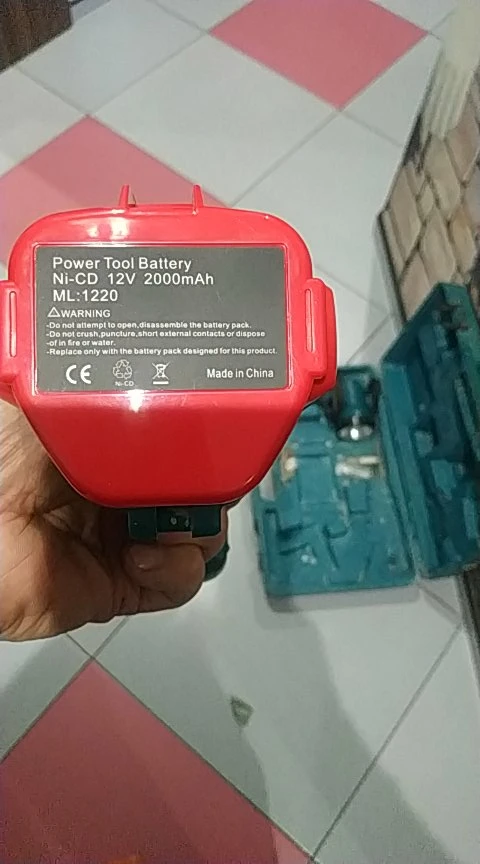 Power Tool Battery
Ni-CD 12V 2000mAh
ML:1220
⚠WARNING
-Do not attempt to open,disassemble the battery pack.
-Do not crush,puncture,short external contacts or dispose
-of in fire or water.
-Replace only with the battery pack designed for this product.
CE
Ni-CD
Made in China